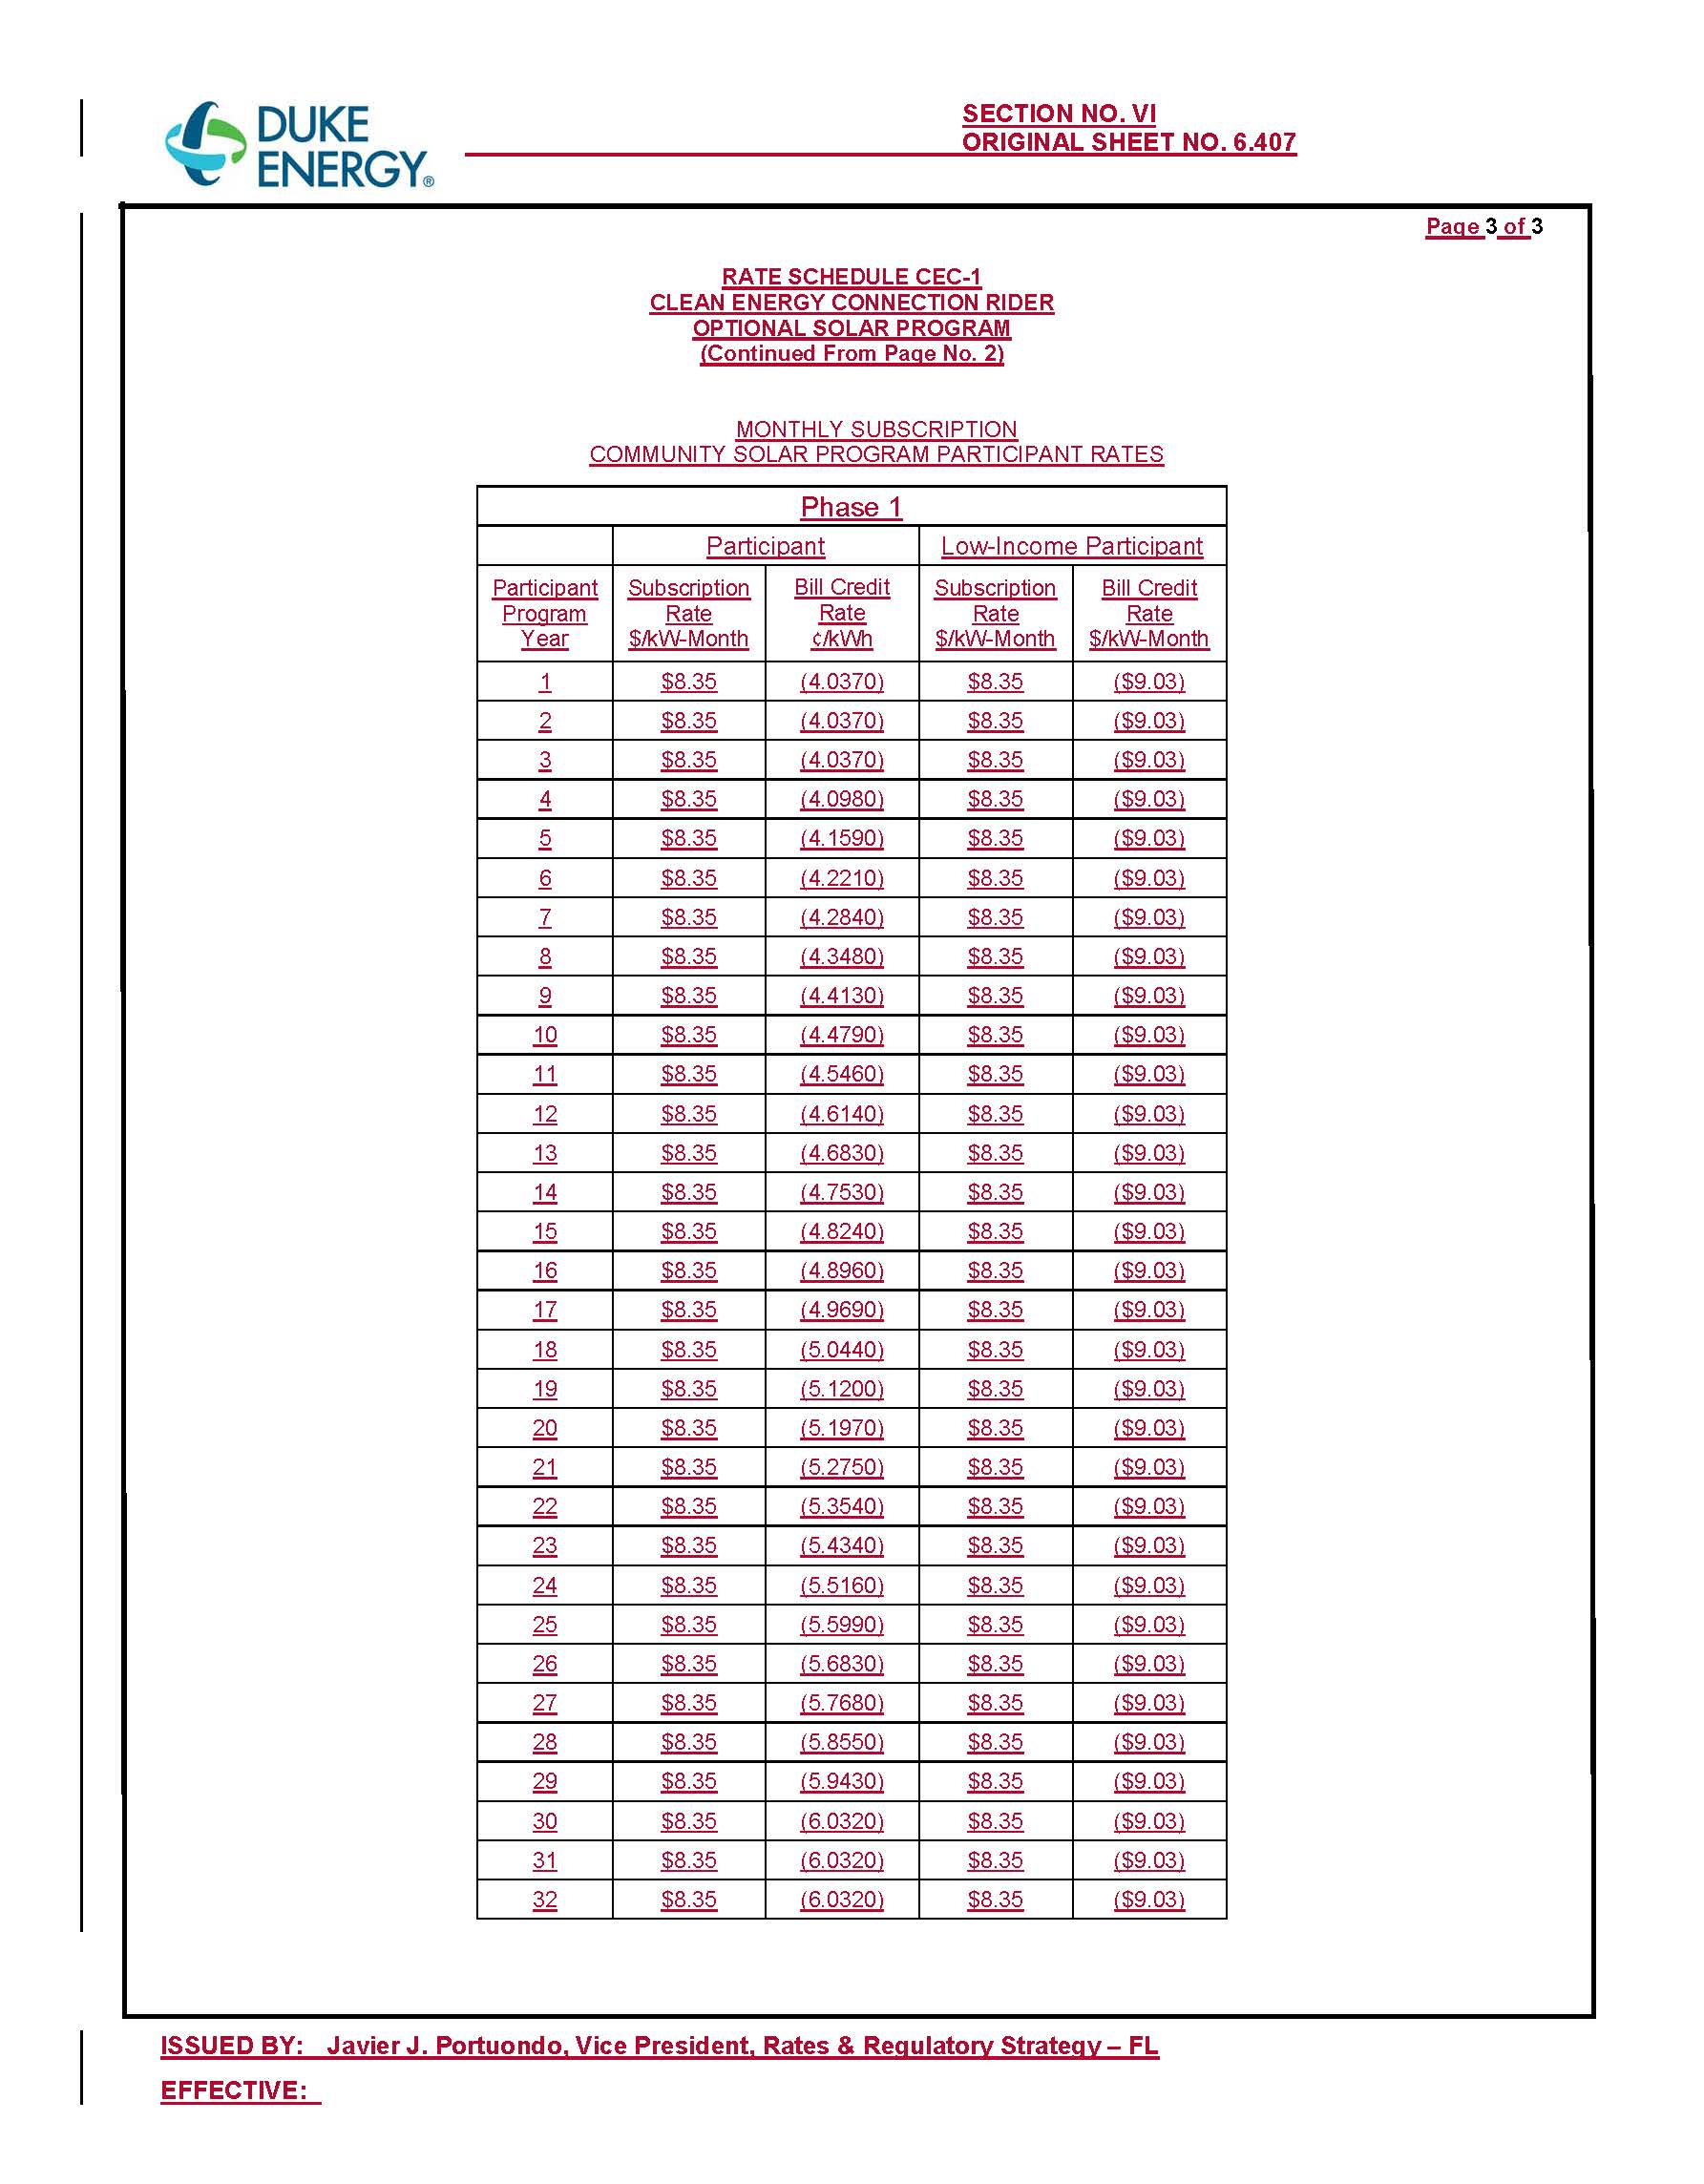 DUKE
ENERGY®
SECTION NO. VI
ORIGINAL SHEET NO. 6.407
Page 3 of 3
RATE SCHEDULE CEC-1
CLEAN ENERGY CONNECTION RIDER
OPTIONAL SOLAR PROGRAM
(Continued From Page No. 2)
MONTHLY SUBSCRIPTION
COMMUNITY SOLAR PROGRAM PARTICIPANT RATES
Phase 1
Participant Low-Income Participant
Participant Subscription Bill Credit Subscription Bill Credit
Program Rate Rate Rate Rate
Year $/kW-Month ¢/kWh $/kW-Month $/kW-Month
1 $8.35 (4.0370) $8.35 ($9.03)
2 $8.35 (4.0370) $8.35 ($9.03)
3 $8.35 (4.0370) $8.35 ($9.03)
4 $8.35 (4.0980) $8.35 ($9.03)
5 $8.35 (4.1590) $8.35 ($9.03)
6 $8.35 (4.2210) $8.35 ($9.03)
7 $8.35 (4.2840) $8.35 ($9.03)
8 $8.35 (4.3480) $8.35 ($9.03)
9 $8.35 (4.4130) $8.35 ($9.03)
10 $8.35 (4.4790) $8.35 ($9.03)
11 $8.35 (4.5460) $8.35 ($9.03)
12 $8.35 (4.6140) $8.35 ($9.03)
13 $8.35 (4.6830) $8.35 ($9.03)
14 $8.35 (4.7530) $8.35 ($9.03)
15 $8.35 (4.8240) $8.35 ($9.03)
16 $8.35 (4.8960) $8.35 ($9.03)
17 $8.35 (4.9690) $8.35 ($9.03)
18 $8.35 (5.0440) $8.35 ($9.03)
19 $8.35 (5.1200) $8.35 ($9.03)
20 $8.35 (5.1970) $8.35 ($9.03)
21 $8.35 (5.2750) $8.35 ($9.03)
22 $8.35 (5.3540) $8.35 ($9.03)
23 $8.35 (5.4340) $8.35 ($9.03)
24 $8.35 (5.5160) $8.35 ($9.03)
25 $8.35 (5.5990) $8.35 ($9.03)
26 $8.35 (5.6830) $8.35 ($9.03)
27 $8.35 (5.7680) $8.35 ($9.03)
28 $8.35 (5.8550) $8.35 ($9.03)
29 $8.35 (5.9430) $8.35 ($9.03)
30 $8.35 (6.0320) $8.35 ($9.03)
31 $8.35 (6.0320) $8.35 ($9.03)
32 $8.35 (6.0320) $8.35 ($9.03)
ISSUED BY: Javier J. Portuondo, Vice President, Rates & Regulatory Strategy – FL
EFFECTIVE: